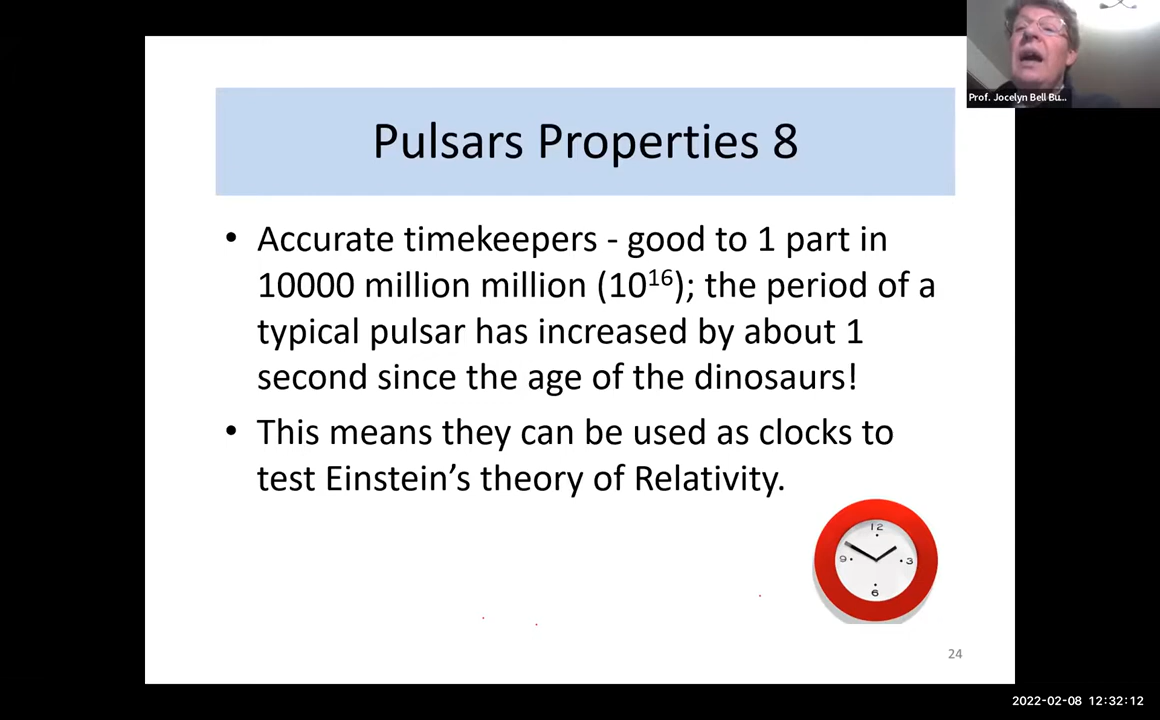 Prof. Jocelyn Bell Bu...
Pulsars Properties 8
• Accurate timekeepers - good to 1 part in
10000 million million (10¹⁶); the period of a
typical pulsar has increased by about 1
second since the age of the dinosaurs!
• This means they can be used as clocks to
test Einstein’s theory of Relativity.
12
9 3
6
24
2022-02-08 12:32:12